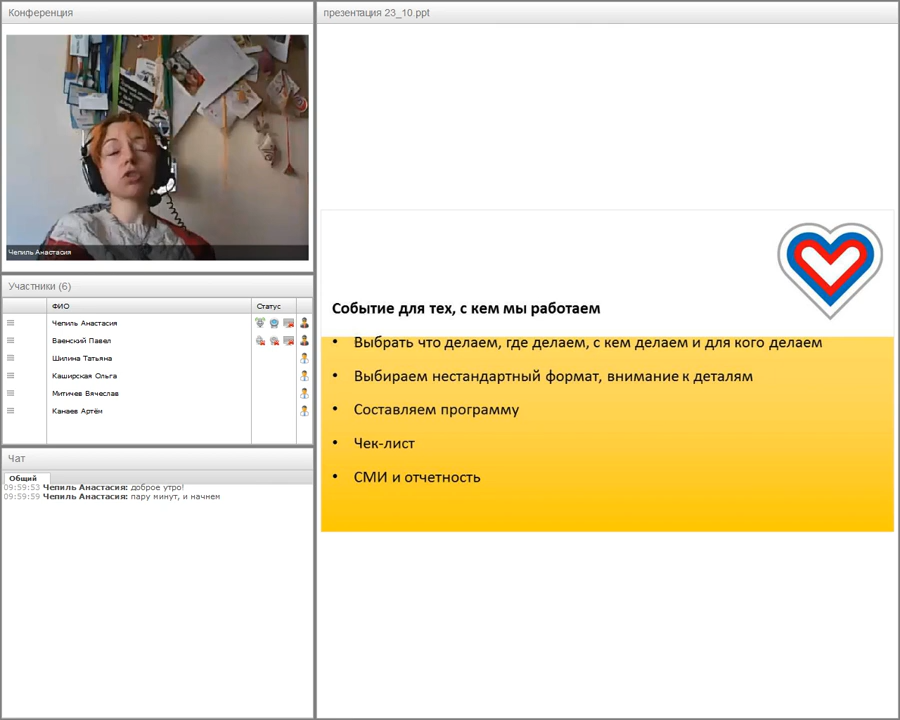 Конференция
Чепиль Анастасия
Участники (6)
ФИО
Статус
Чепиль Анастасия
Ваенский Павел
Шилина Татьяна
Каширская Ольга
Митичев Вячеслав
Канаев Артём
Чат
Общий
09:59:53 Чепиль Анастасия: доброе утро!
09:59:59 Чепиль Анастасия: пару минут, и начнем
презентация 23_10.ppt
Событие для тех, с кем мы работаем
• Выбрать что делаем, где делаем, с кем делаем и для кого делаем
• Выбираем нестандартный формат, внимание к деталям
• Составляем программу
• Чек-лист
• СМИ и отчетность